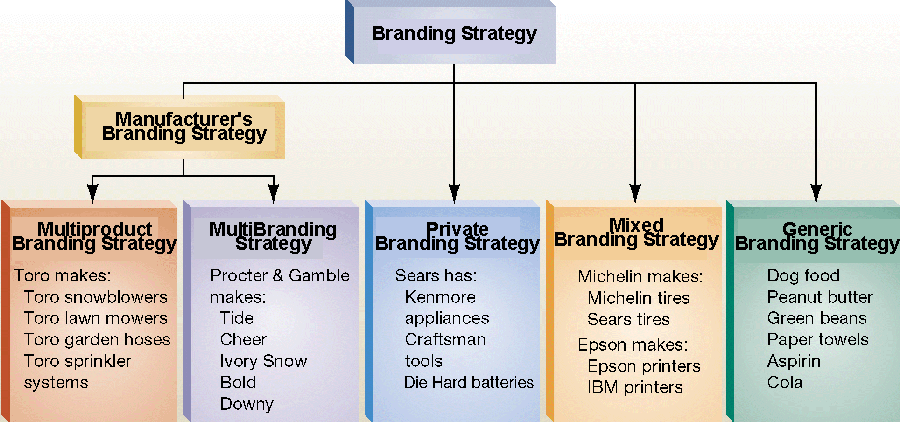 Branding Strategy
Manufacturer's
Branding Strategy
Multiproduct
Branding Strategy
Toro makes:
Toro snowblowers
Toro lawn mowers
Toro garden hoses
Toro sprinkler
systems
MultiBranding
Strategy
Procter & Gamble
makes:
Tide
Cheer
Ivory Snow
Bold
Downy
Private
Branding Strategy
Sears has:
Kenmore
appliances
Craftsman
tools
Die Hard batteries
Mixed
Branding Strategy
Michelin makes:
Michelin tires
Sears tires
Epson makes:
Epson printers
IBM printers
Generic
Branding Strategy
Dog food
Peanut butter
Green beans
Paper towels
Aspirin
Cola